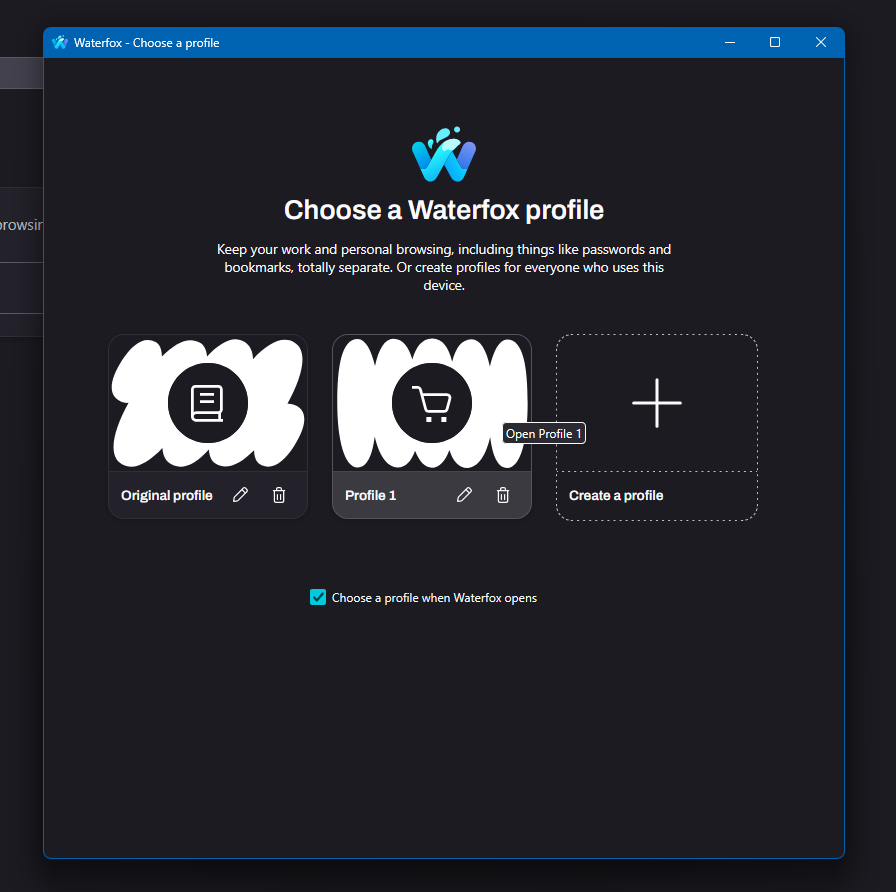 Waterfox - Choose a profile
Choose a Waterfox profile
Keep your work and personal browsing, including things like passwords and
bookmarks, totally separate. Or create profiles for everyone who uses this
device.
Open Profile 1
Original profile
Profile 1
Create a profile
Choose a profile when Waterfox opens